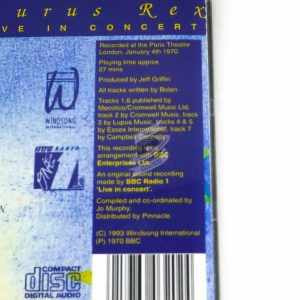 urus Rex
VE IN CONCERT
Recorded at the Paris Theatre
London, January 4th 1970.
Playing time approx
27 mins
Produced by Jeff Griffin
All tracks written by Bolan.
Tracks 1,6 published by
Mecolico/Cromwell Music Ltd.
track 2 by Cromwell Music, track
3 by Lupus Music, tracks 4 & 5
by Essex International, track 7
by Campbell Connelly.
This recording
arrangement with BBC
Enterprises Ltd.
An original sound recording
made by BBC Radio 1
'Live in concert'.
Compiled and co-ordinated by
Jo Murphy.
Distributed by Pinnacle.
(C) 1993 Windsong International
(P) 1970 BBC
WINDSONG
INTERNATIONAL
COMPACT
disc
DIGITAL AUDIO